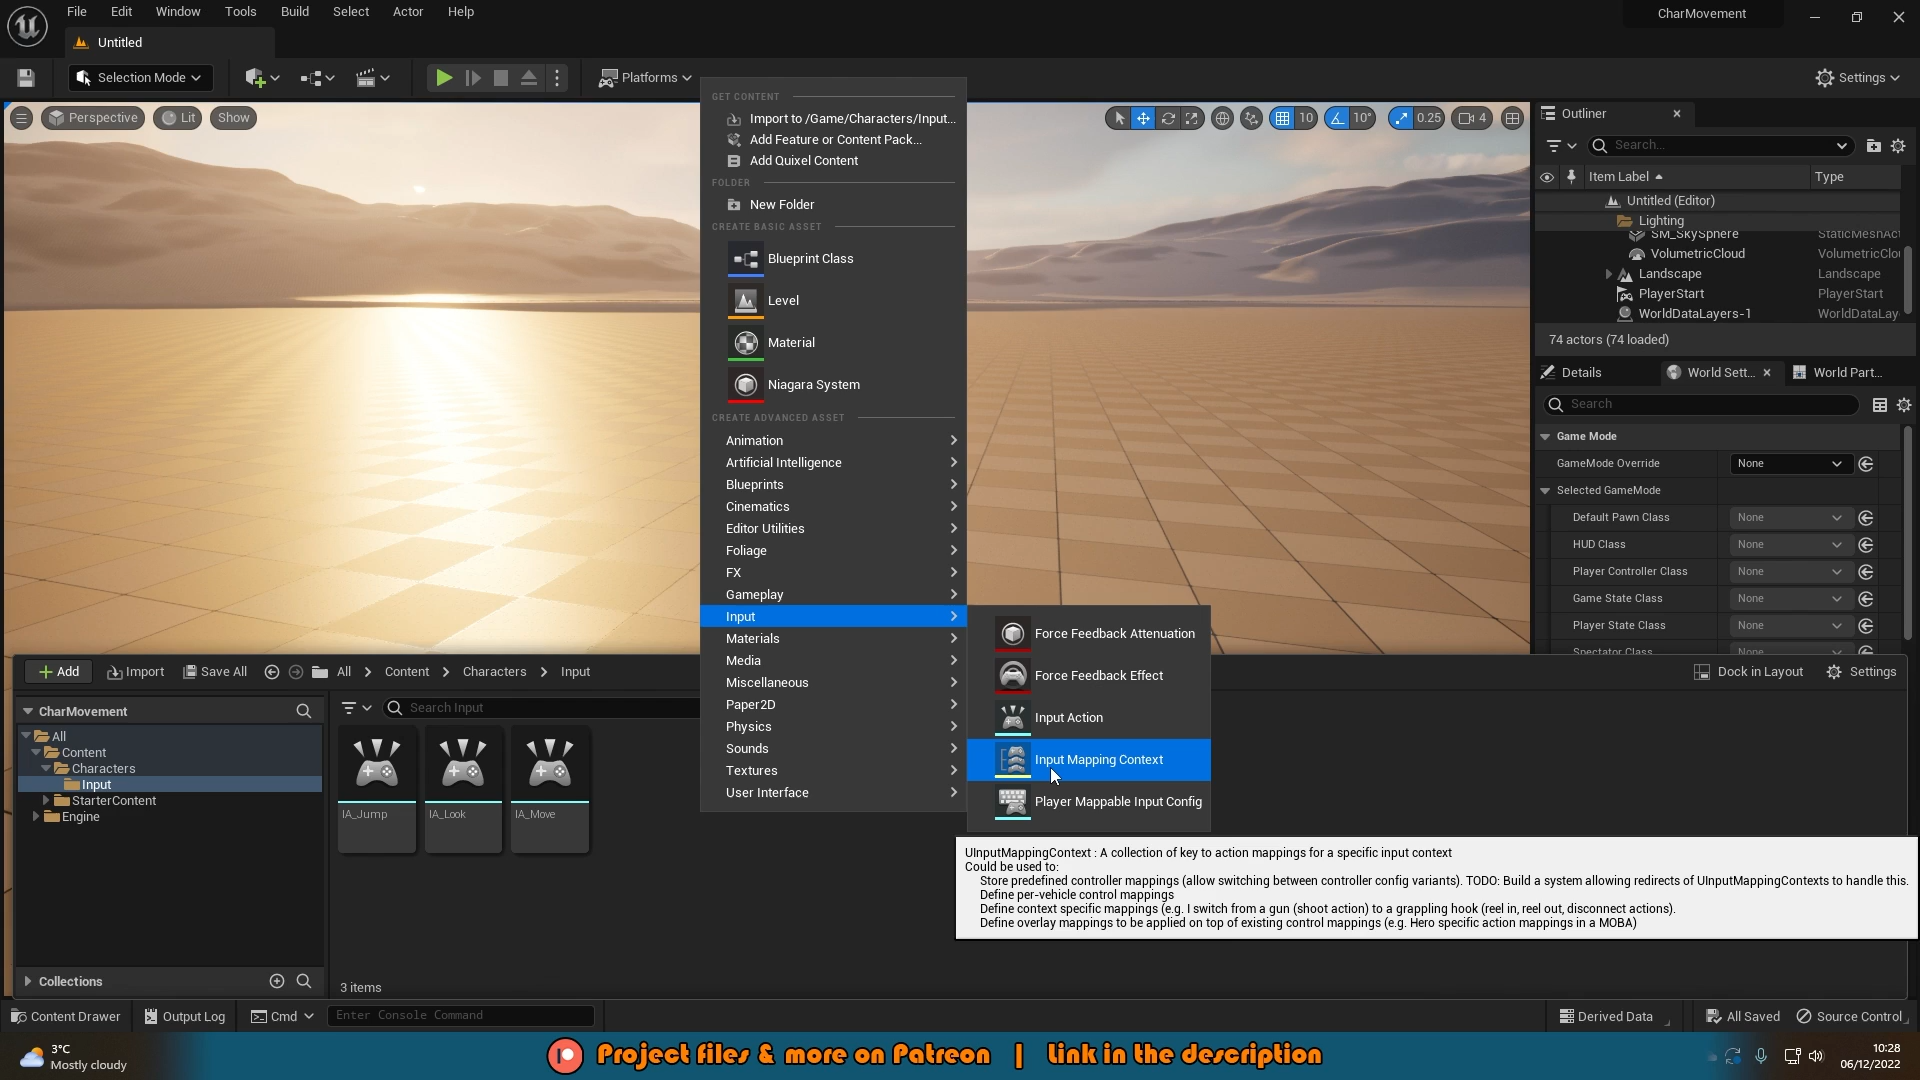 File Edit Window Tools Build Select Actor Help
CharMovement
Untitled
Selection Mode
Platforms
Settings
Perspective
Lit
Show
10
10°
0.25
4
GET CONTENT
Import to /Game/Characters/Input...
Add Feature or Content Pack...
Add Quixel Content
FOLDER
New Folder
CREATE BASIC ASSET
Blueprint Class
Level
Material
Niagara System
CREATE ADVANCED ASSET
Animation
Artificial Intelligence
Blueprints
Cinematics
Editor Utilities
Foliage
FX
Gameplay
Input
Materials
Media
Miscellaneous
Paper2D
Physics
Sounds
Textures
User Interface
Force Feedback Attenuation
Force Feedback Effect
Input Action
Input Mapping Context
Player Mappable Input Config
UInputMappingContext : A collection of key to action mappings for a specific input context
Could be used to:
Store predefined controller mappings (allow switching between controller config variants). TODO: Build a system allowing redirects of UInputMappingContexts to handle this.
Define per-vehicle control mappings
Define context specific mappings (e.g. I switch from a gun (shoot action) to a grappling hook (reel in, reel out, disconnect actions).
Define overlay mappings to be applied on top of existing control mappings (e.g. Hero specific action mappings in a MOBA)
Outliner
Search...
Item Label
Type
Untitled (Editor)
Lighting
SM_SkySphere StaticMeshAct
VolumetricCloud VolumetricClou
Landscape Landscape
PlayerStart PlayerStart
WorldDataLayers-1 WorldDataLay
74 actors (74 loaded)
Details
World Sett...
World Part...
Search
Game Mode
GameMode Override None
Selected GameMode
Default Pawn Class None
HUD Class None
Player Controller Class None
Game State Class None
Player State Class None
Spectator Class None
Add
Import
Save All
All
Content
Characters
Input
Dock in Layout
Settings
CharMovement
All
Content
Characters
Input
StarterContent
Engine
Collections
Search Input
IA_Jump
IA_Look
IA_Move
3 items
Content Drawer
Output Log
Cmd
Enter Console Command
Derived Data
All Saved
Source Control
3°C
Mostly cloudy
Project files & more on Patreon | Link in the description
10:28
06/12/2022